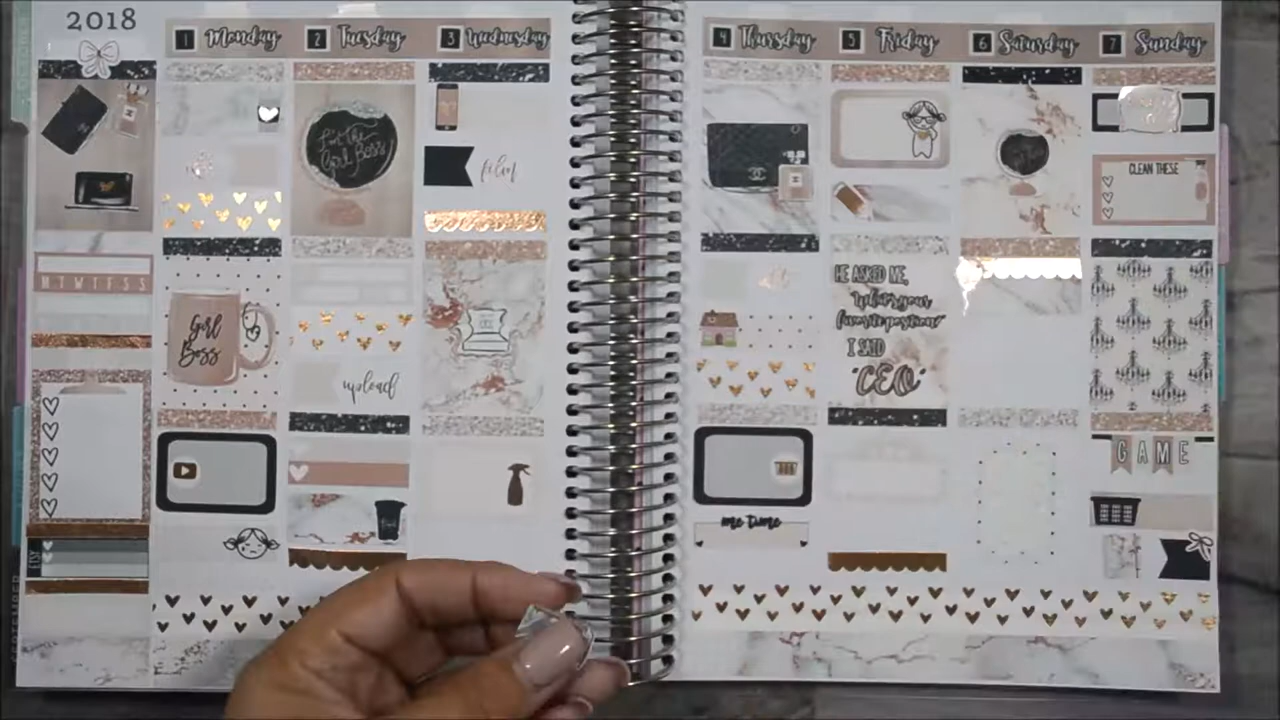 2018
1 Monday
2 Tuesday
3 Wednesday
4 Thursday
5 Friday
6 Saturday
7 Sunday
For the
Girl Boss
film
CLEAN THESE
M T W T F S S
Girl
Boss
upload
HE ASKED ME,
What's your
favorite position?
I SAID
"CEO"
GAME
me time
ETSY